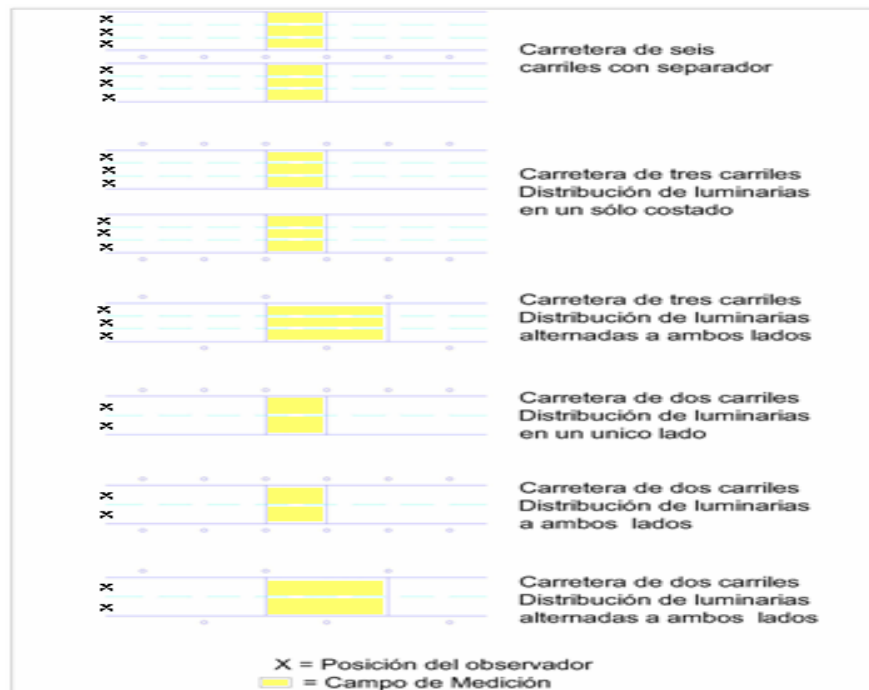 Carretera de seis
carriles con separador
Carretera de tres carriles
Distribución de luminarias
en un sólo costado
Carretera de tres carriles
Distribución de luminarias
alternadas a ambos lados
Carretera de dos carriles
Distribución de luminarias
en un unico lado
Carretera de dos carriles
Distribución de luminarias
a ambos lados
Carretera de dos carriles
Distribución de luminarias
alternadas a ambos lados
X = Posición del observador
= Campo de Medición